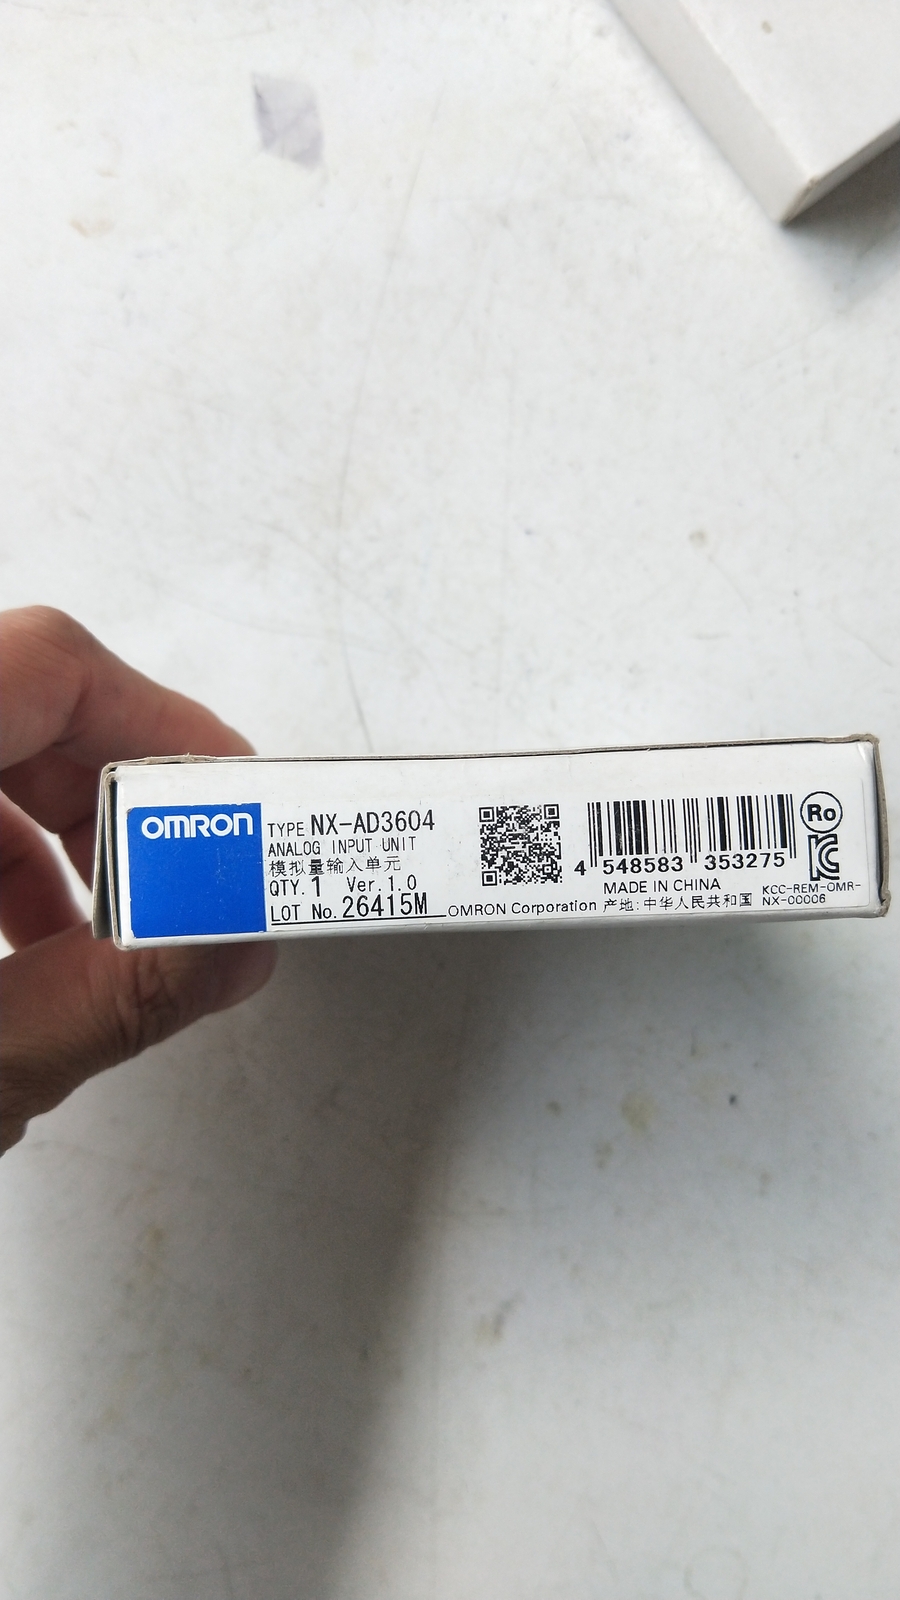 OMRON
TYPE NX-AD3604
ANALOG INPUT UNIT
模拟量输入单元
QTY. 1 Ver.1.0
LOT No. 26415M
OMRON Corporation 产地:中华人民共和国
4 548583 353275
MADE IN CHINA
Ro
KC
KCC-REM-OMR-
NX-00006